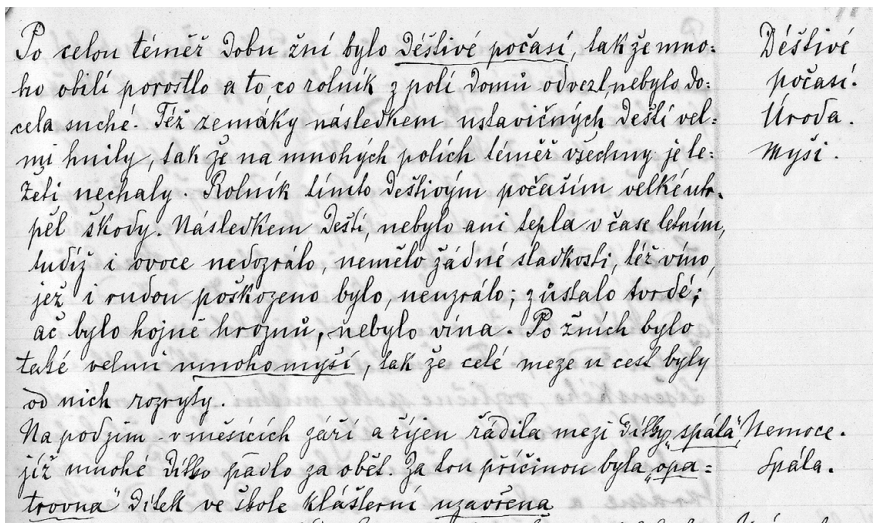 Po celou téměř dobu žní bylo deštivé počasí, tak že mno-
ho obilí porostlo a to co rolník z polí domů odvezl nebylo do-
cela suché. Též zemáky následkem ustavičných dešťů vel-
mi hnily, tak že na mnohých polích téměř všechny je le-
želi nechaly. Rolník tímto deštivým počasím velké utr-
pěl škody. Následkem dešťů, nebylo ani tepla v čase letním,
tudíž i ovoce nedozrálo, nemělo žádné sladkosti, též víno,
jež i rudou poškozeno bylo, neuzrálo; zůstalo tvrdé;
ač bylo hojně hroznů, nebylo vína. Po žních bylo
také velmi mnoho myší, tak že celé meze u cest byly
od nich rozryty.
Na podzim v měsících září a říjen řádila mezi dítky "spála",
jíž mnohé dítko padlo za oběť. Za tou příčinou byla "opa-
trovna" dítek ve škole klášterní uzavřena
Déštivé
počasí.
Úroda.
Myši.
Nemoce.
Spála.